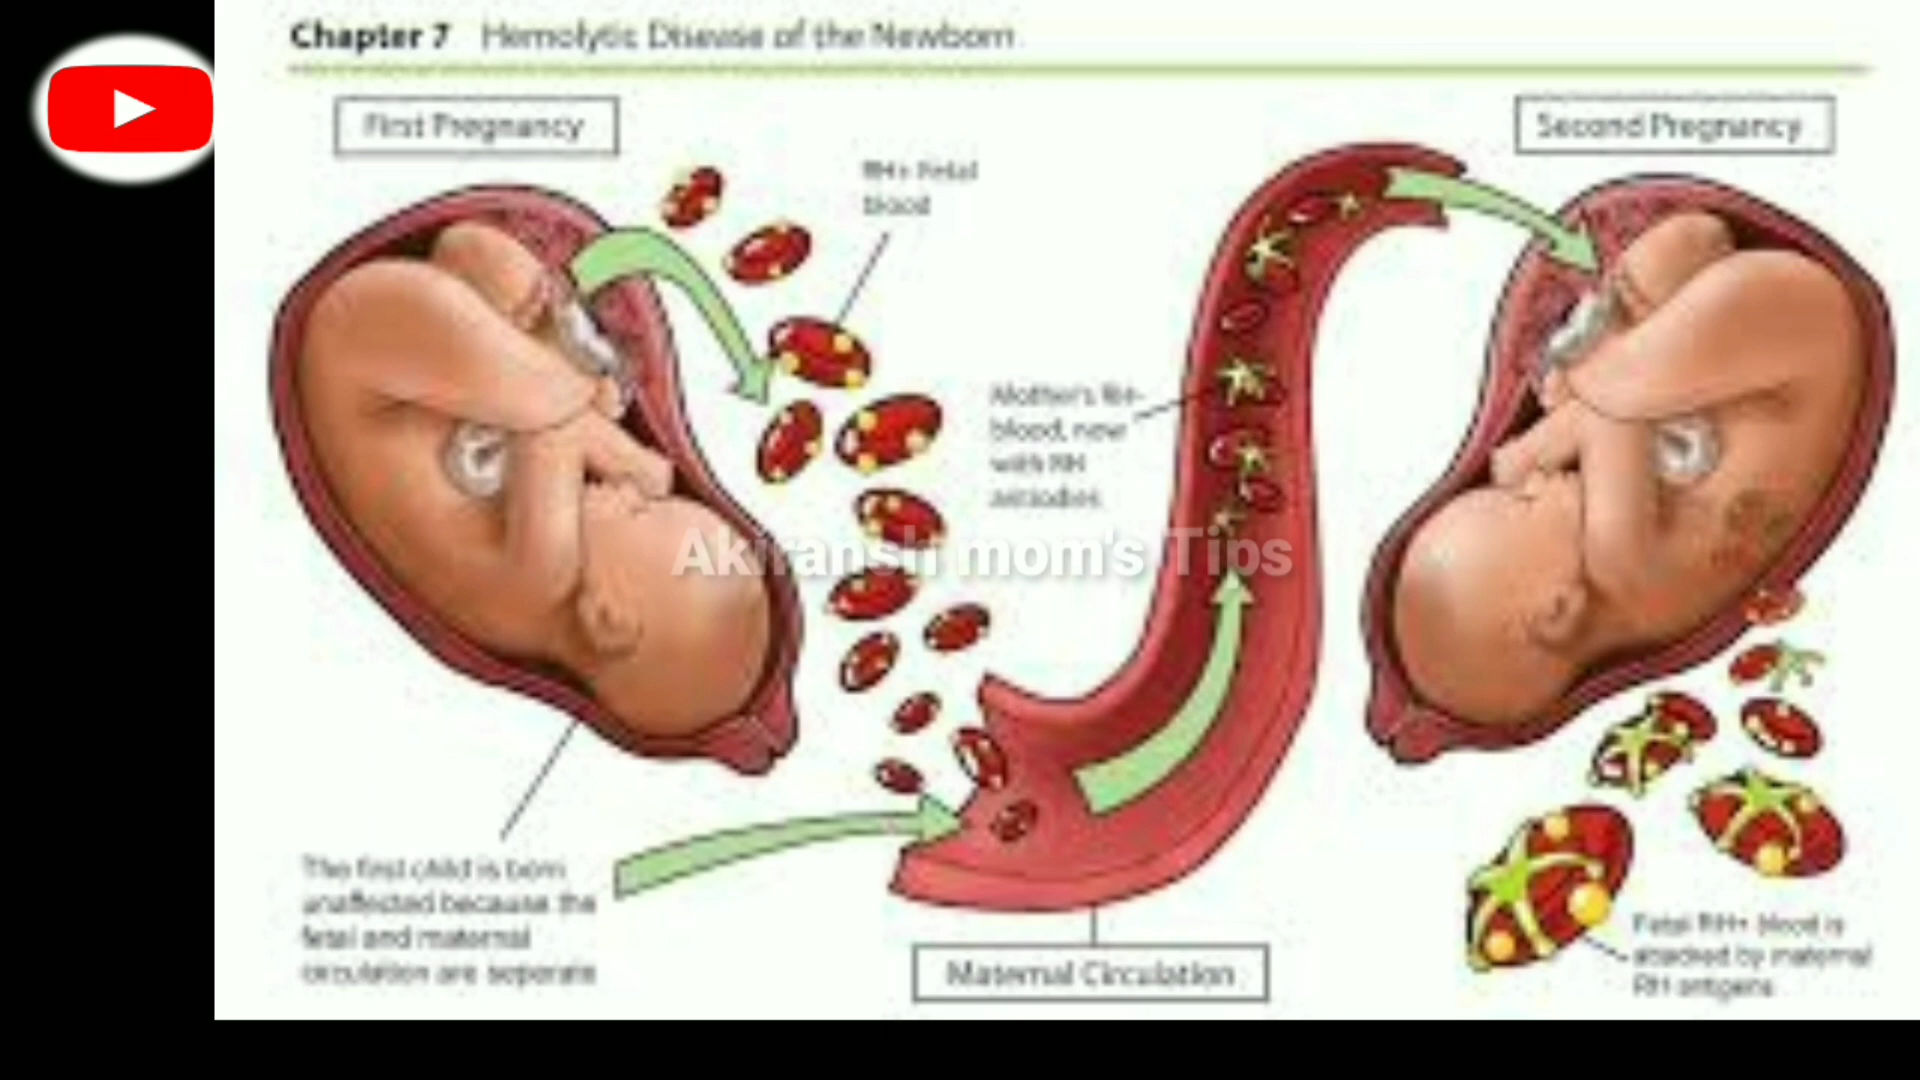 Chapter 7 Hemolytic Disease of the Newborn
First Pregnancy
Second Pregnancy
RH+ Fetal
blood
Mother's RH-
blood, now
with RH
Akiransh mom's Tips
The first child is born
unaffected because the
fetal and maternal
circulation are seperate
Maternal Circulation
Fetal RH+ blood is
attacked by maternal
RH antigens